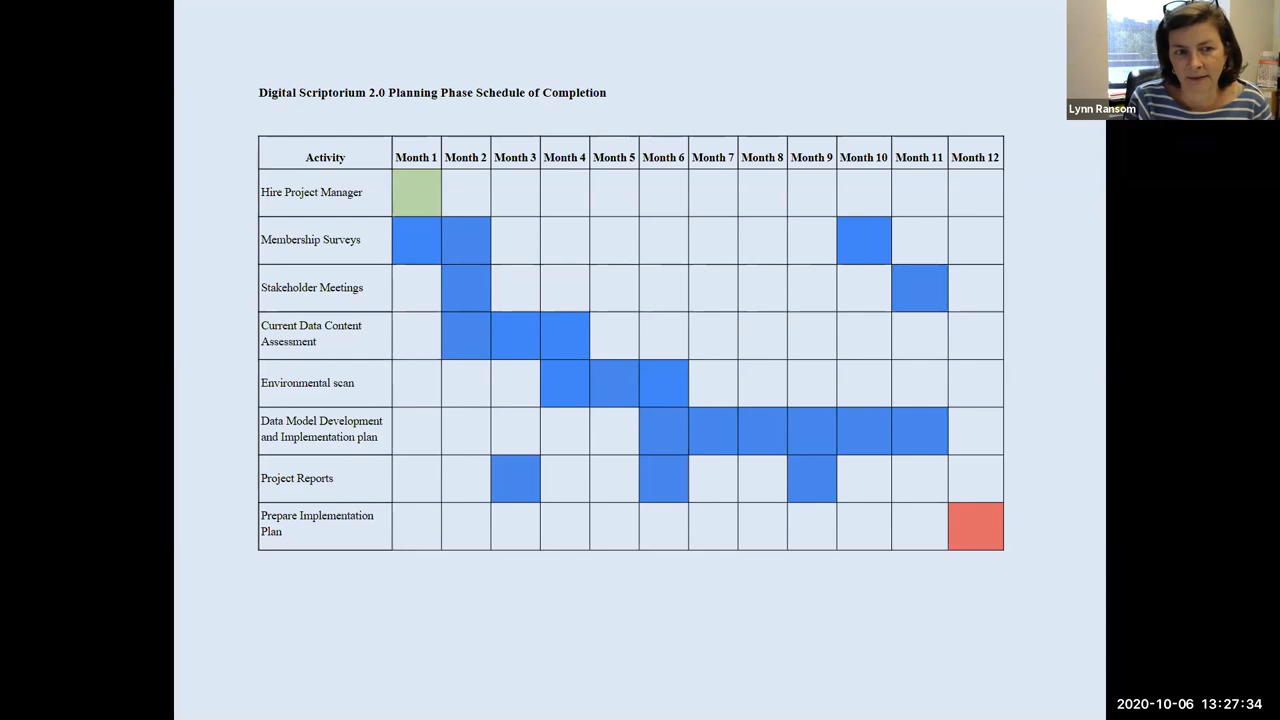 Digital Scriptorium 2.0 Planning Phase Schedule of Completion
Activity Month 1 Month 2 Month 3 Month 4 Month 5 Month 6 Month 7 Month 8 Month 9 Month 10 Month 11 Month 12
Hire Project Manager
Membership Surveys
Stakeholder Meetings
Current Data Content
Assessment
Environmental scan
Data Model Development
and Implementation plan
Project Reports
Prepare Implementation
Plan
Lynn Ransom
2020-10-06 13:27:34